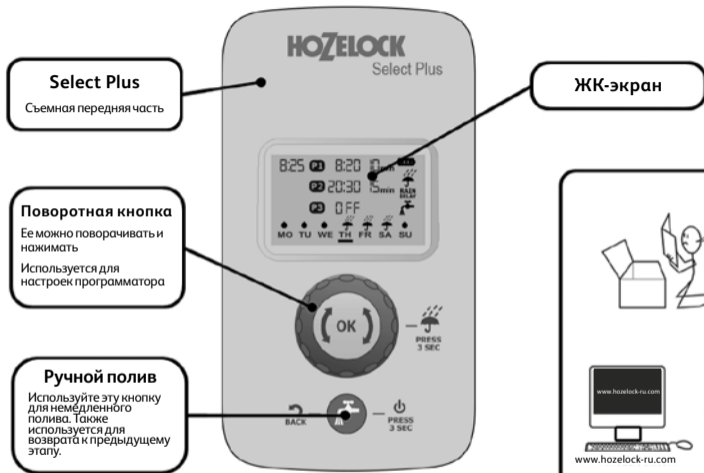 HOZELOCK
Select Plus
Select Plus
Съемная передняя часть
ЖК-экран
8:25 P1 8:20 10min
P2 20:30 15min
RAIN
DELAY
P3 OFF
MO TU WE TH FR SA SU
Поворотная кнопка
Ее можно поворачивать и
нажимать
Используется для
настроек программатора
OK
PRESS
3 SEC
Ручной полив
Используйте эту кнопку
для немедленного
полива. Также
используется для
возврата к предыдущему
этапу.
BACK
PRESS
3 SEC
www.hozelock-ru.com
www.hozelock-ru.com